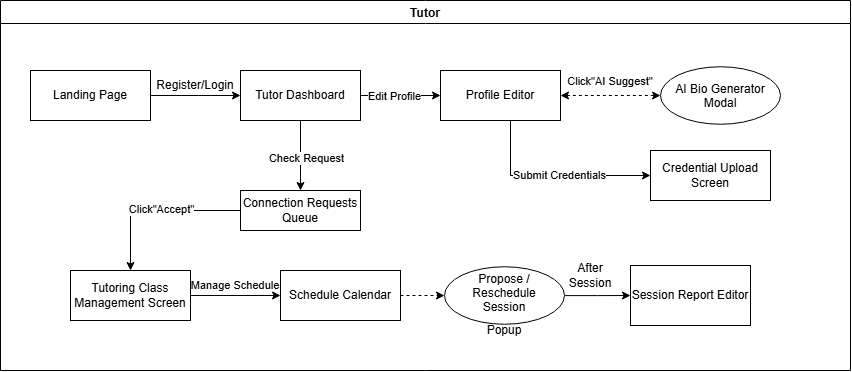 Tutor
Landing Page
Register/Login
Tutor Dashboard
Edit Profile
Profile Editor
Click"AI Suggest"
AI Bio Generator
Modal
Check Request
Submit Credentials
Credential Upload
Screen
Connection Requests
Queue
Click"Accept"
Tutoring Class
Management Screen
Manage Schedule
Schedule Calendar
Propose /
Reschedule
Session
Popup
After
Session
Session Report Editor